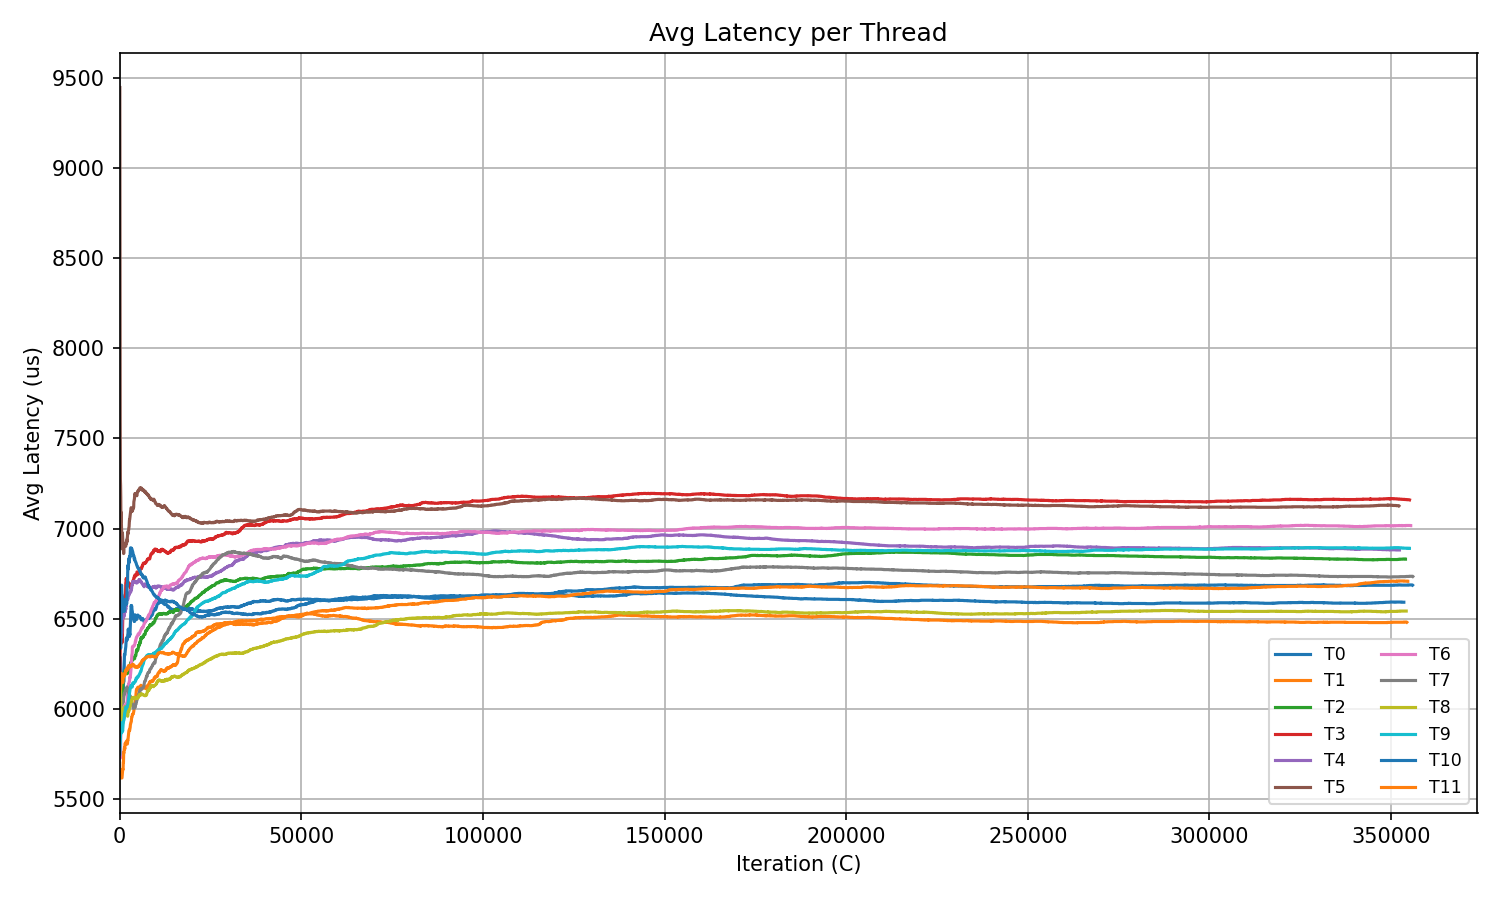 Avg Latency per Thread
Avg Latency (us)
9500
9000
8500
8000
7500
7000
6500
6000
5500
0 50000 100000 150000 200000 250000 300000 350000
Iteration (C)
T0 T6
T1 T7
T2 T8
T3 T9
T4 T10
T5 T11